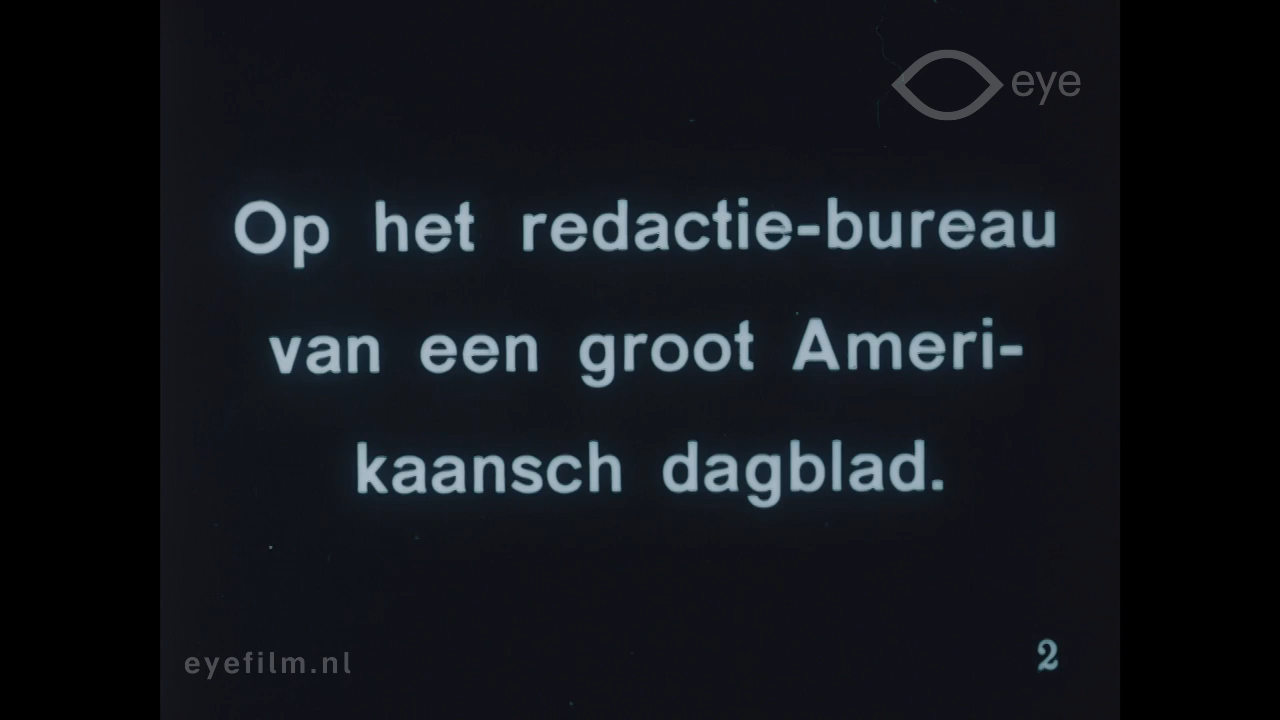 eye
Op het redactie-bureau
van een groot Ameri-
kaansch dagblad.
eyefilm.nl
2